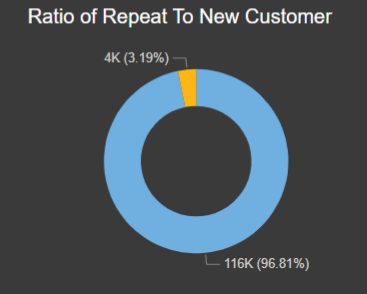 Ratio of Repeat To New Customer
4K (3.19%)
116K (96.81%)